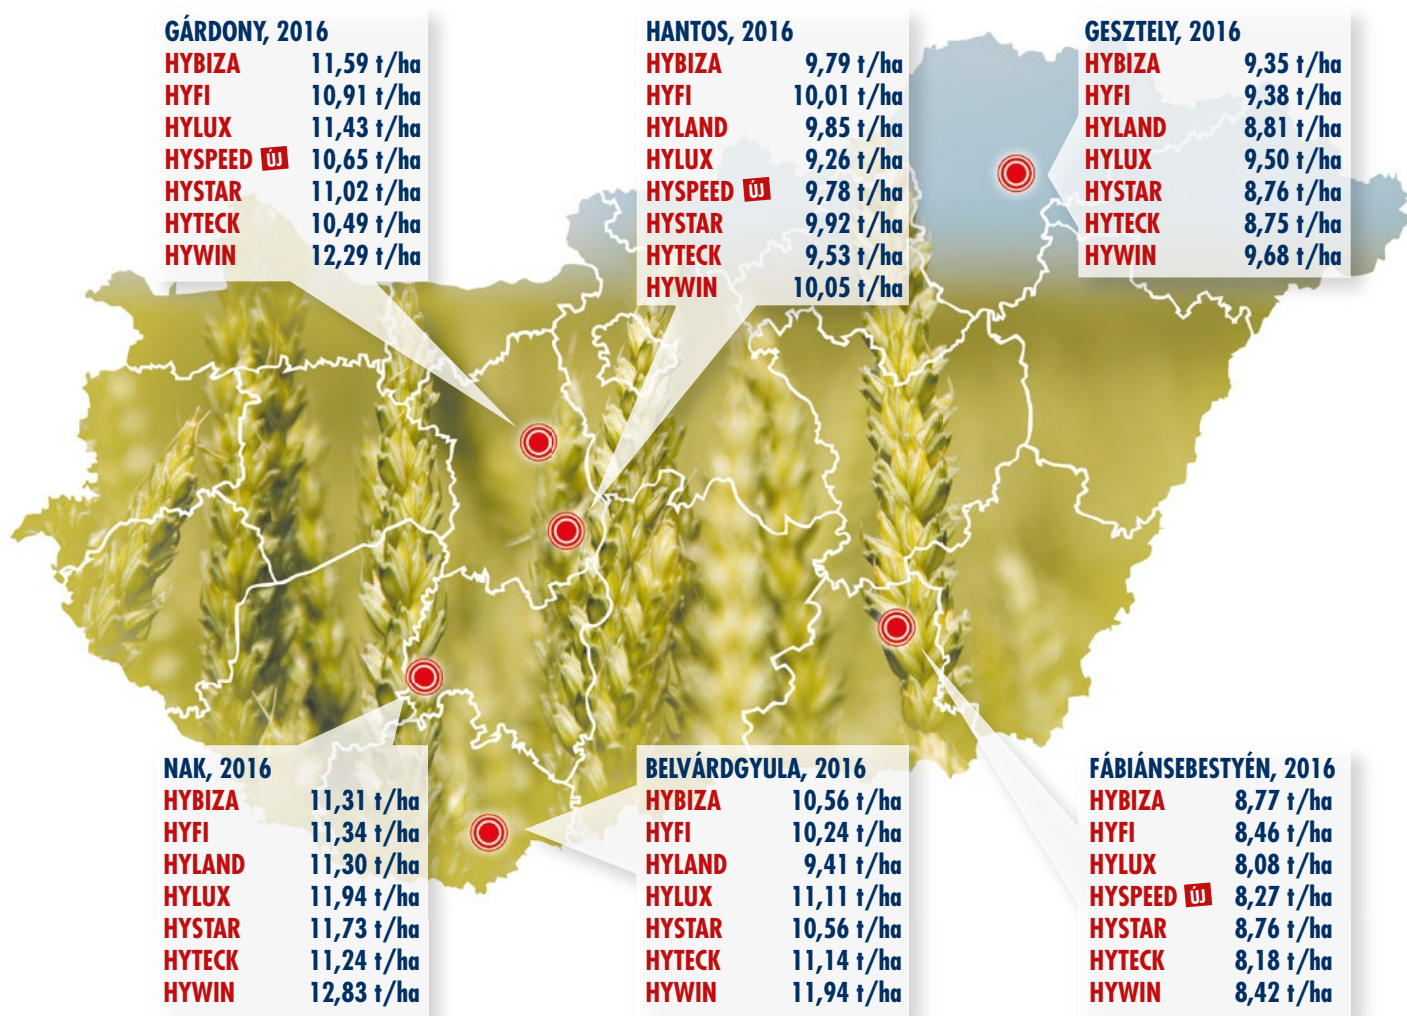 GÁRDONY, 2016
HYBIZA 11,59 t/ha
HYFI 10,91 t/ha
HYLUX 11,43 t/ha
HYSPEED ÚJ 10,65 t/ha
HYSTAR 11,02 t/ha
HYTECK 10,49 t/ha
HYWIN 12,29 t/ha
HANTOS, 2016
HYBIZA 9,79 t/ha
HYFI 10,01 t/ha
HYLAND 9,85 t/ha
HYLUX 9,26 t/ha
HYSPEED ÚJ 9,78 t/ha
HYSTAR 9,92 t/ha
HYTECK 9,53 t/ha
HYWIN 10,05 t/ha
GESZTELY, 2016
HYBIZA 9,35 t/ha
HYFI 9,38 t/ha
HYLAND 8,81 t/ha
HYLUX 9,50 t/ha
HYSTAR 8,76 t/ha
HYTECK 8,75 t/ha
HYWIN 9,68 t/ha
NAK, 2016
HYBIZA 11,31 t/ha
HYFI 11,34 t/ha
HYLAND 11,30 t/ha
HYLUX 11,94 t/ha
HYSTAR 11,73 t/ha
HYTECK 11,24 t/ha
HYWIN 12,83 t/ha
BELVÁRDGYULA, 2016
HYBIZA 10,56 t/ha
HYFI 10,24 t/ha
HYLAND 9,41 t/ha
HYLUX 11,11 t/ha
HYSTAR 10,56 t/ha
HYTECK 11,14 t/ha
HYWIN 11,94 t/ha
FÁBIÁNSEBESTYÉN, 2016
HYBIZA 8,77 t/ha
HYFI 8,46 t/ha
HYLUX 8,08 t/ha
HYSPEED ÚJ 8,27 t/ha
HYSTAR 8,76 t/ha
HYTECK 8,18 t/ha
HYWIN 8,42 t/ha